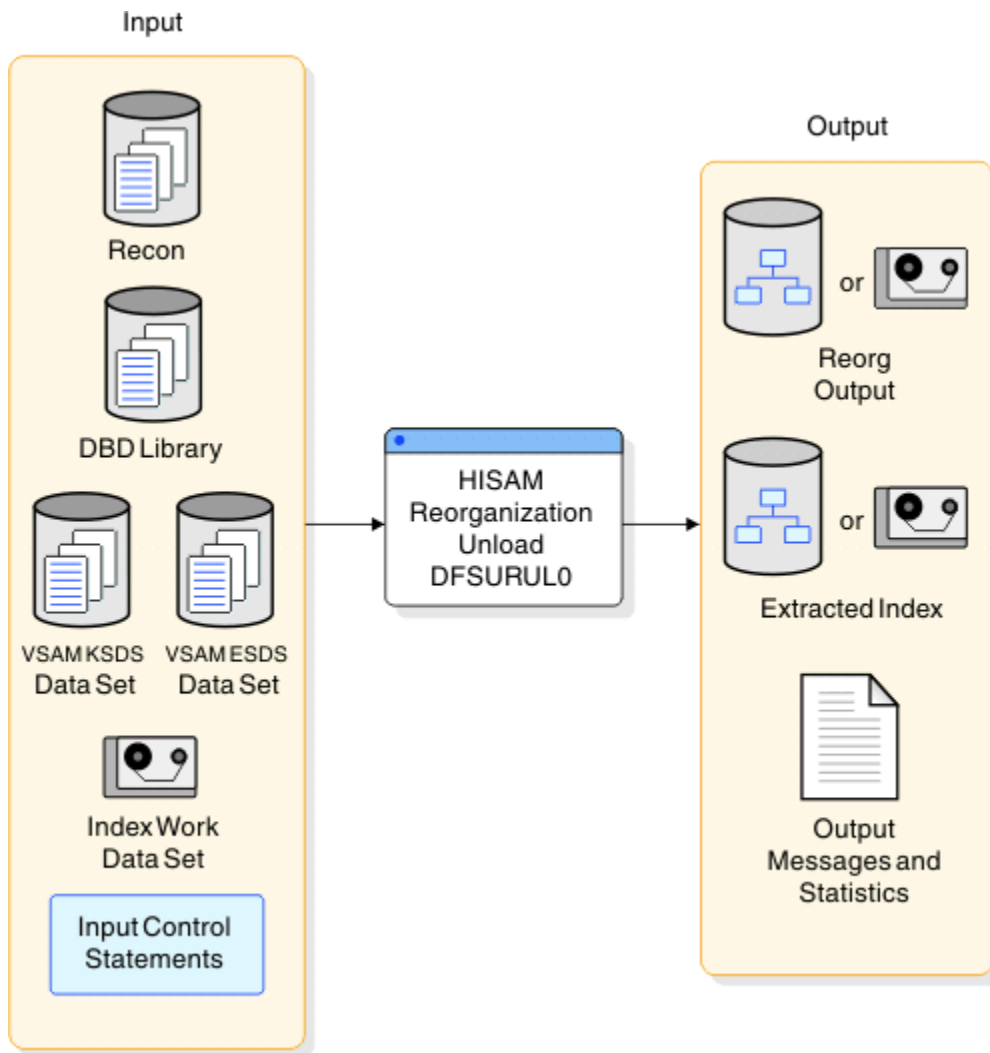 Input
Recon
DBD Library
VSAM KSDS
Data Set
VSAM ESDS
Data Set
Index Work
Data Set
Input Control
Statements
HISAM
Reorganization
Unload
DFSURUL0
Output
or
Reorg
Output
or
Extracted Index
Output
Messages and
Statistics